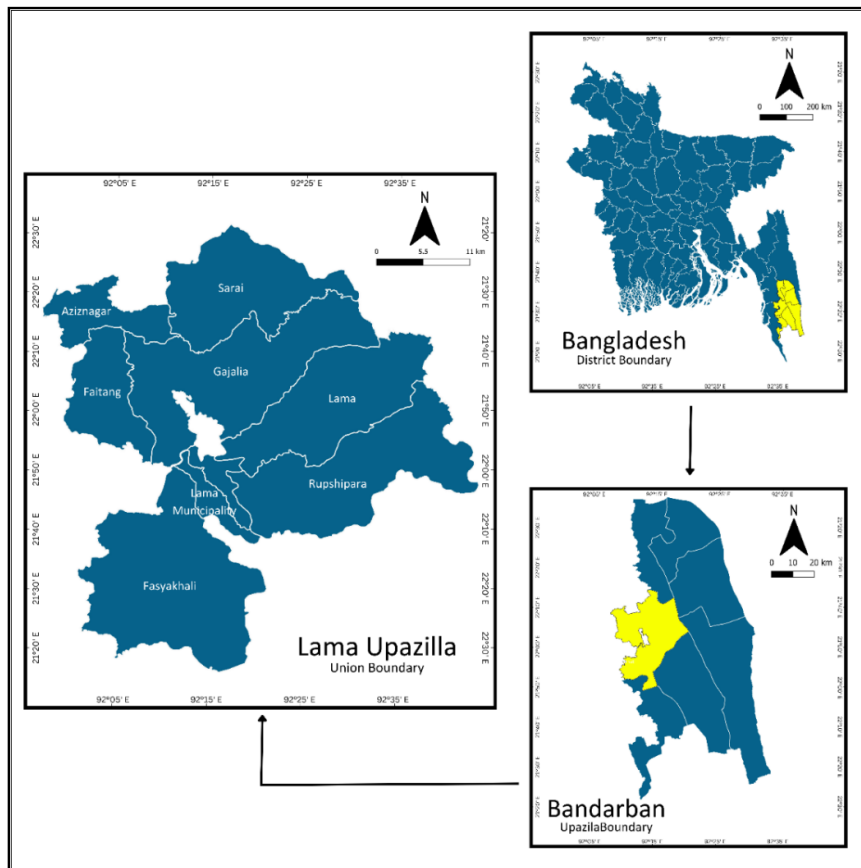 92°05' E 92°15' E 92°25' E 92°35' E
N
0 5.5 11 km
22°30' E
22°20' E
22°10' E
22°00' E
21°50' E
21°40' E
21°30' E
21°20' E
21°20'
21°30' E
21°40' E
21°50' E
22°00' E
22°10' E
22°20' E
22°30' E
Sarai
Aziznagar
Gajalia
Faitang
Lama
Rupshipara
Lama
Municipality
Fasyakhali
Lama Upazilla
Union Boundary
92°05' E 92°15' E 92°25' E 92°35' E
N
0 100 200 km
Bangladesh
District Boundary
N
0 10 20 km
Bandarban
UpazilaBoundary